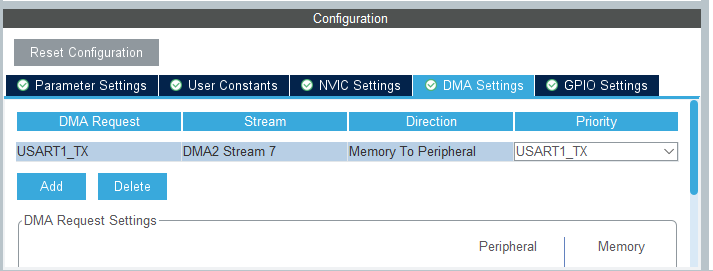 Configuration
Reset Configuration
Parameter Settings User Constants NVIC Settings DMA Settings GPIO Settings
DMA Request Stream Direction Priority
USART1_TX DMA2 Stream 7 Memory To Peripheral USART1_TX
Add Delete
DMA Request Settings
Peripheral Memory